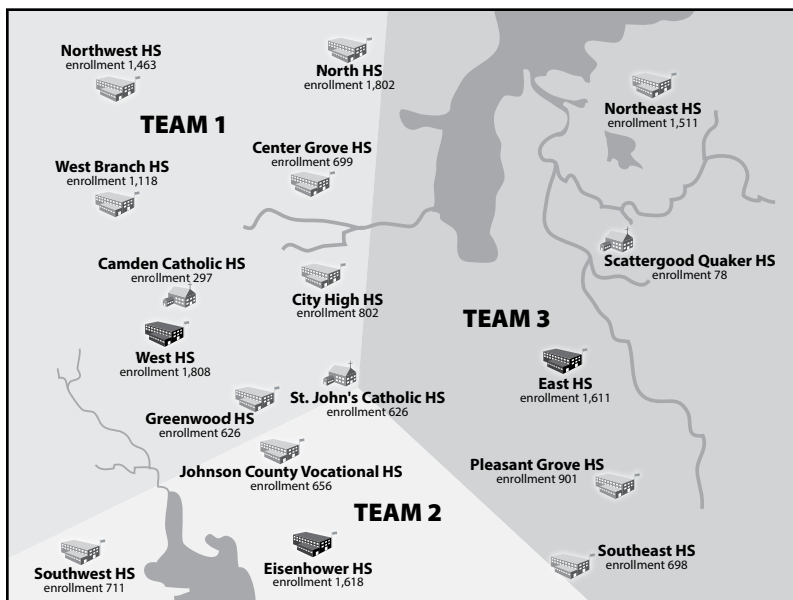 Northwest HS
enrollment 1,463
North HS
enrollment 1,802
Northeast HS
enrollment 1,511
TEAM 1
Center Grove HS
enrollment 699
West Branch HS
enrollment 1,118
Camden Catholic HS
enrollment 297
Scattergood Quaker HS
enrollment 78
City High HS
enrollment 802
TEAM 3
West HS
enrollment 1,808
East HS
enrollment 1,611
St. John's Catholic HS
enrollment 626
Greenwood HS
enrollment 626
Johnson County Vocational HS
enrollment 656
Pleasant Grove HS
enrollment 901
TEAM 2
Southeast HS
enrollment 698
Southwest HS
enrollment 711
Eisenhower HS
enrollment 1,618